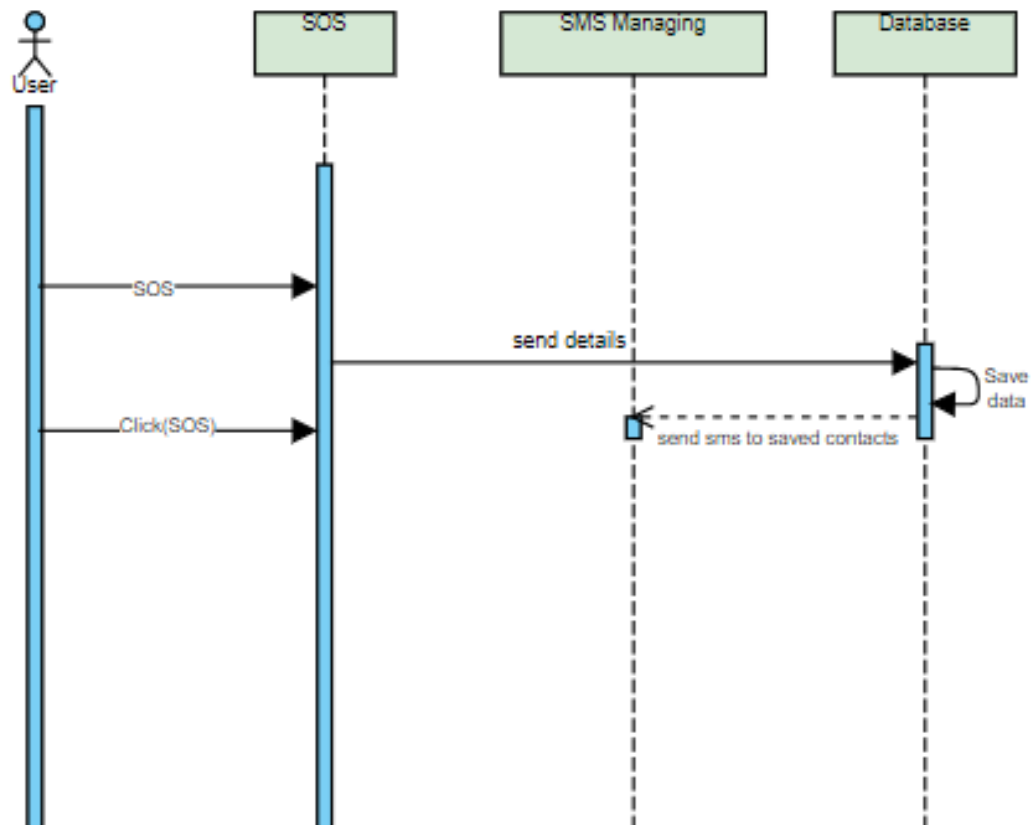 SOS
SMS Managing
Database
User
SOS
send details
Save
data
Click(SOS)
send sms to saved contacts